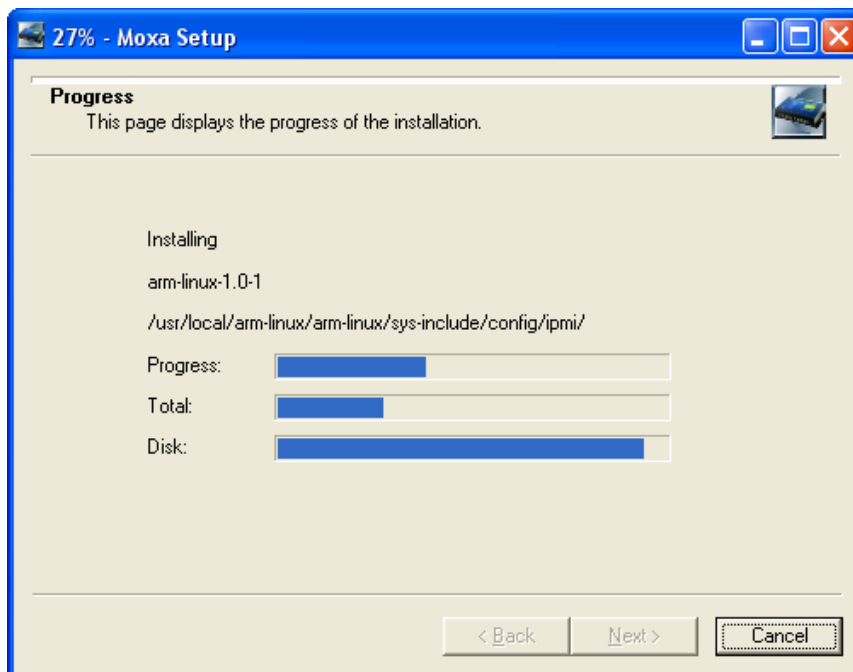 27% - Moxa Setup
Progress
This page displays the progress of the installation.
Installing
arm-linux-1.0-1
/usr/local/arm-linux/arm-linux/sys-include/config/ipmi/
Progress:
Total:
Disk:
< Back
Next >
Cancel